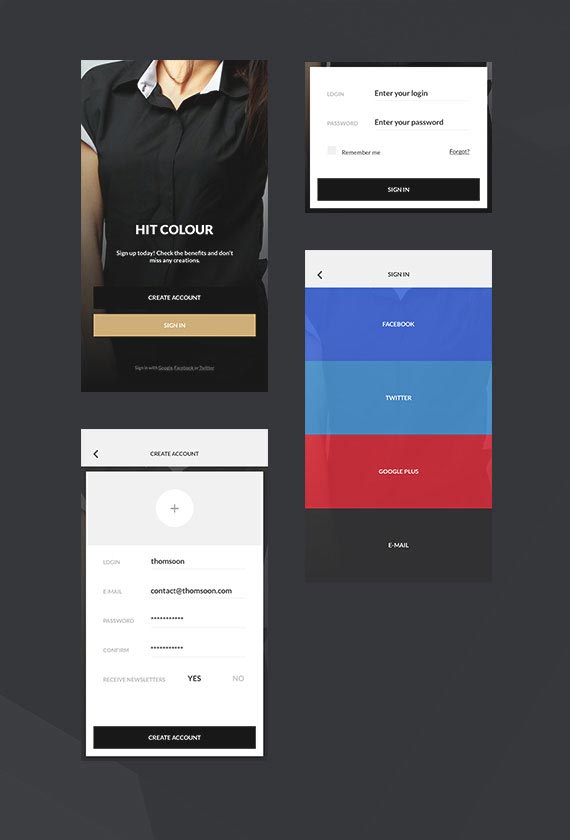 HIT COLOUR
Sign up today! Check the benefits and don't
miss any creations.
CREATE ACCOUNT
SIGN IN
Sign in with Google, Facebook or Twitter
LOGIN Enter your login
PASSWORD Enter your password
Remember me Forgot?
SIGN IN
SIGN IN
FACEBOOK
TWITTER
GOOGLE PLUS
E-MAIL
CREATE ACCOUNT
+
LOGIN thomsoon
E-MAIL contact@thomsoon.com
PASSWORD ***********
CONFIRM ***********
RECEIVE NEWSLETTERS YES NO
CREATE ACCOUNT